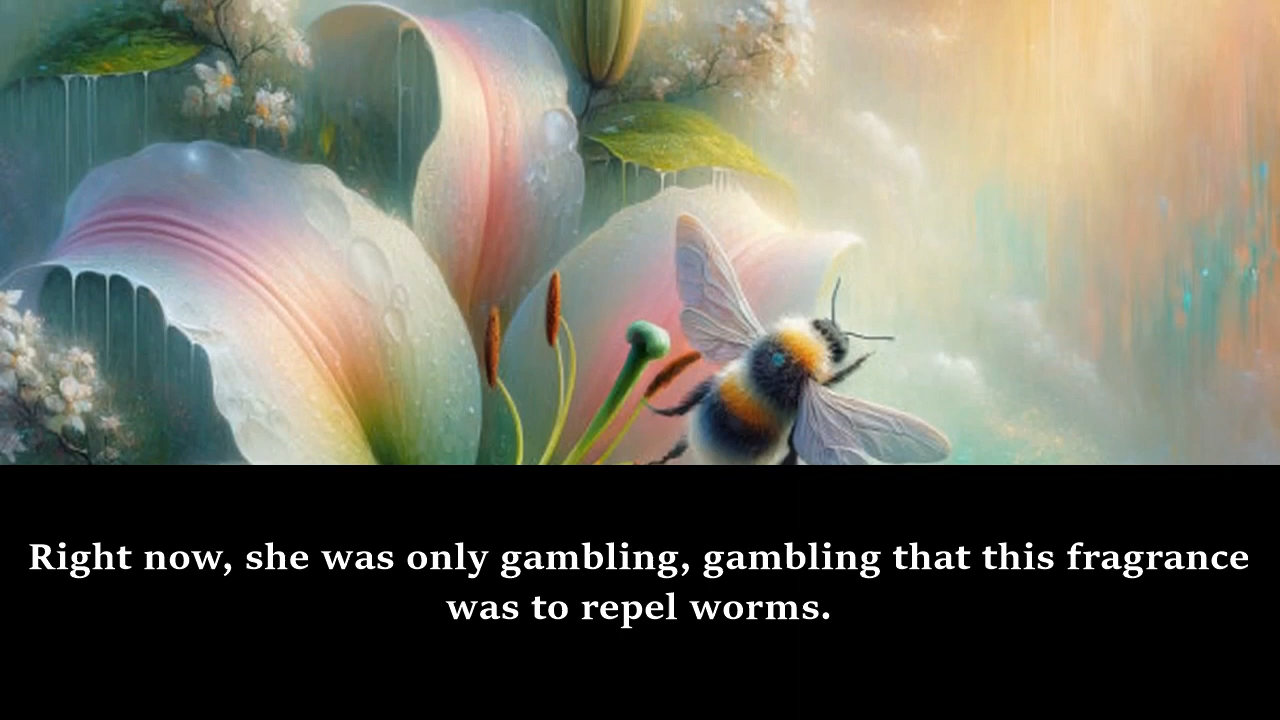 Right now, she was only gambling, gambling that this fragrance
was to repel worms.